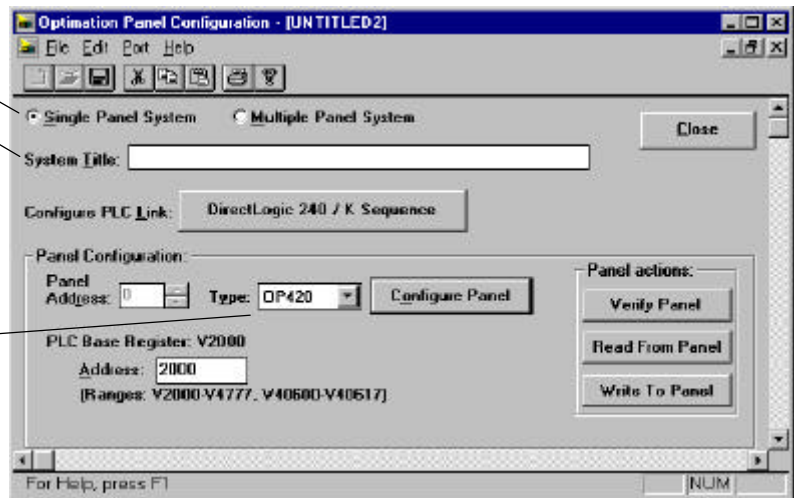 Optimation Panel Configuration - [UNTITLED2]
File Edit Port Help
Single Panel System Multiple Panel System
Close
System Title:
Configure PLC Link: DirectLogic 240 / K Sequence
Panel Configuration:
Panel Address: 0 Type: OP420 Configure Panel
PLC Base Register: V2000
Address: 2000
(Ranges: V2000-V4777, V40600-V40617)
Panel actions:
Verify Panel
Read From Panel
Write To Panel
For Help, press F1
NUM